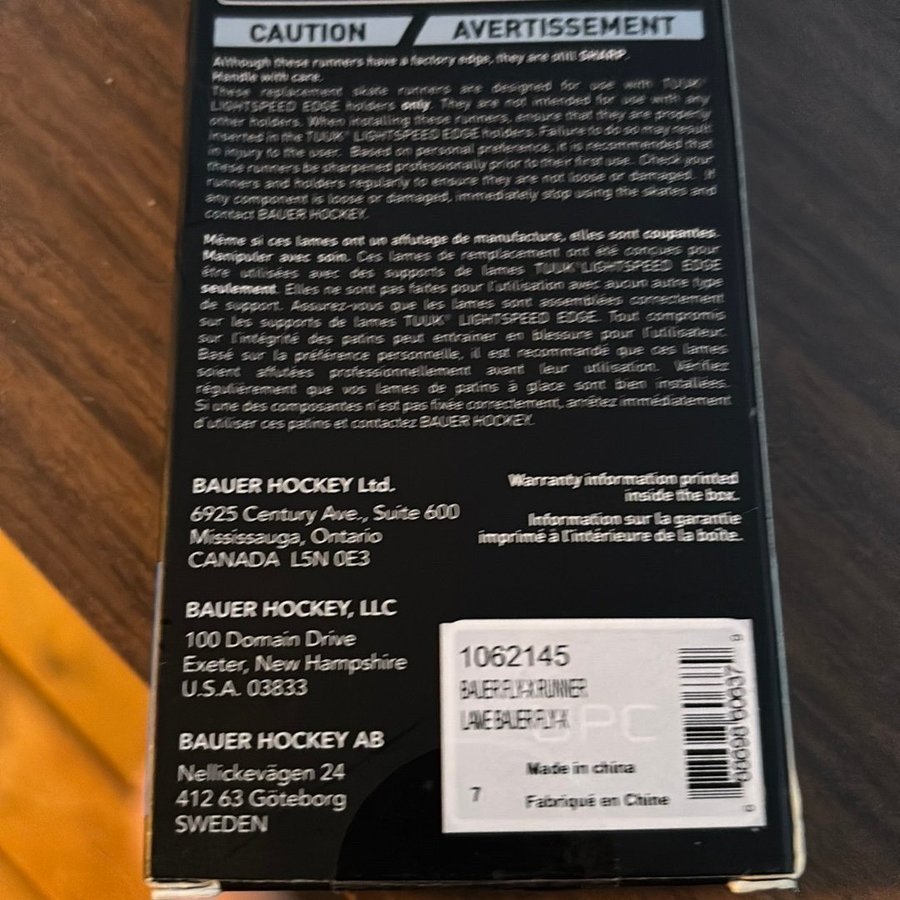 CAUTION / AVERTISSEMENT
Although these runners have a factory edge, they are still SHARP.
Handle with care.
These replacement skate runners are designed for use with TUUK®
LIGHTSPEED EDGE holders only. They are not intended for use with any
other holders. When installing these runners, ensure that they are properly
inserted in the TUUK® LIGHTSPEED EDGE holders. Failure to do so may result
in injury to the user. Based on personal preference, it is recommended that
these runners be sharpened professionally prior to their first use. Check your
runners and holders regularly to ensure they are not loose or damaged. If
any component is loose or damaged, immediately stop using the skates and
contact BAUER HOCKEY.
Même si ces lames ont un affutage de manufacture, elles sont coupantes.
Manipuler avec soin. Ces lames de remplacement ont été conçues pour
être utilisées avec des supports de lames TUUK® LIGHTSPEED EDGE
seulement. Elles ne sont pas faites pour l'utilisation avec aucun autre type
de support. Assurez-vous que les lames sont assemblées correctement
sur les supports de lames TUUK® LIGHTSPEED EDGE. Tout compromis
sur l'intégrité des patins peut entrainer en blessure pour l'utilisateur.
Basé sur la préférence personnelle, il est recommandé que ces lames
soient affutées professionnellement avant leur utilisation. Vérifiez
régulièrement que vos lames de patins à glace sont bien installées.
Si une des composantes n'est pas fixée correctement, arrêtez immédiatement
d'utiliser ces patins et contactez BAUER HOCKEY.
BAUER HOCKEY Ltd.
6925 Century Ave., Suite 600
Mississauga, Ontario
CANADA L5N 0E3
Warranty information printed
inside the box.
Information sur la garantie
imprimé à l'intérieure de la boîte.
BAUER HOCKEY, LLC
100 Domain Drive
Exeter, New Hampshire
U.S.A. 03833
BAUER HOCKEY AB
Nellickevägen 24
412 63 Göteborg
SWEDEN
1062145
BAUER FLY-X RUNNER
LAME BAUER FLY-X
UPC
Made in china
7
Fabriqué en Chine